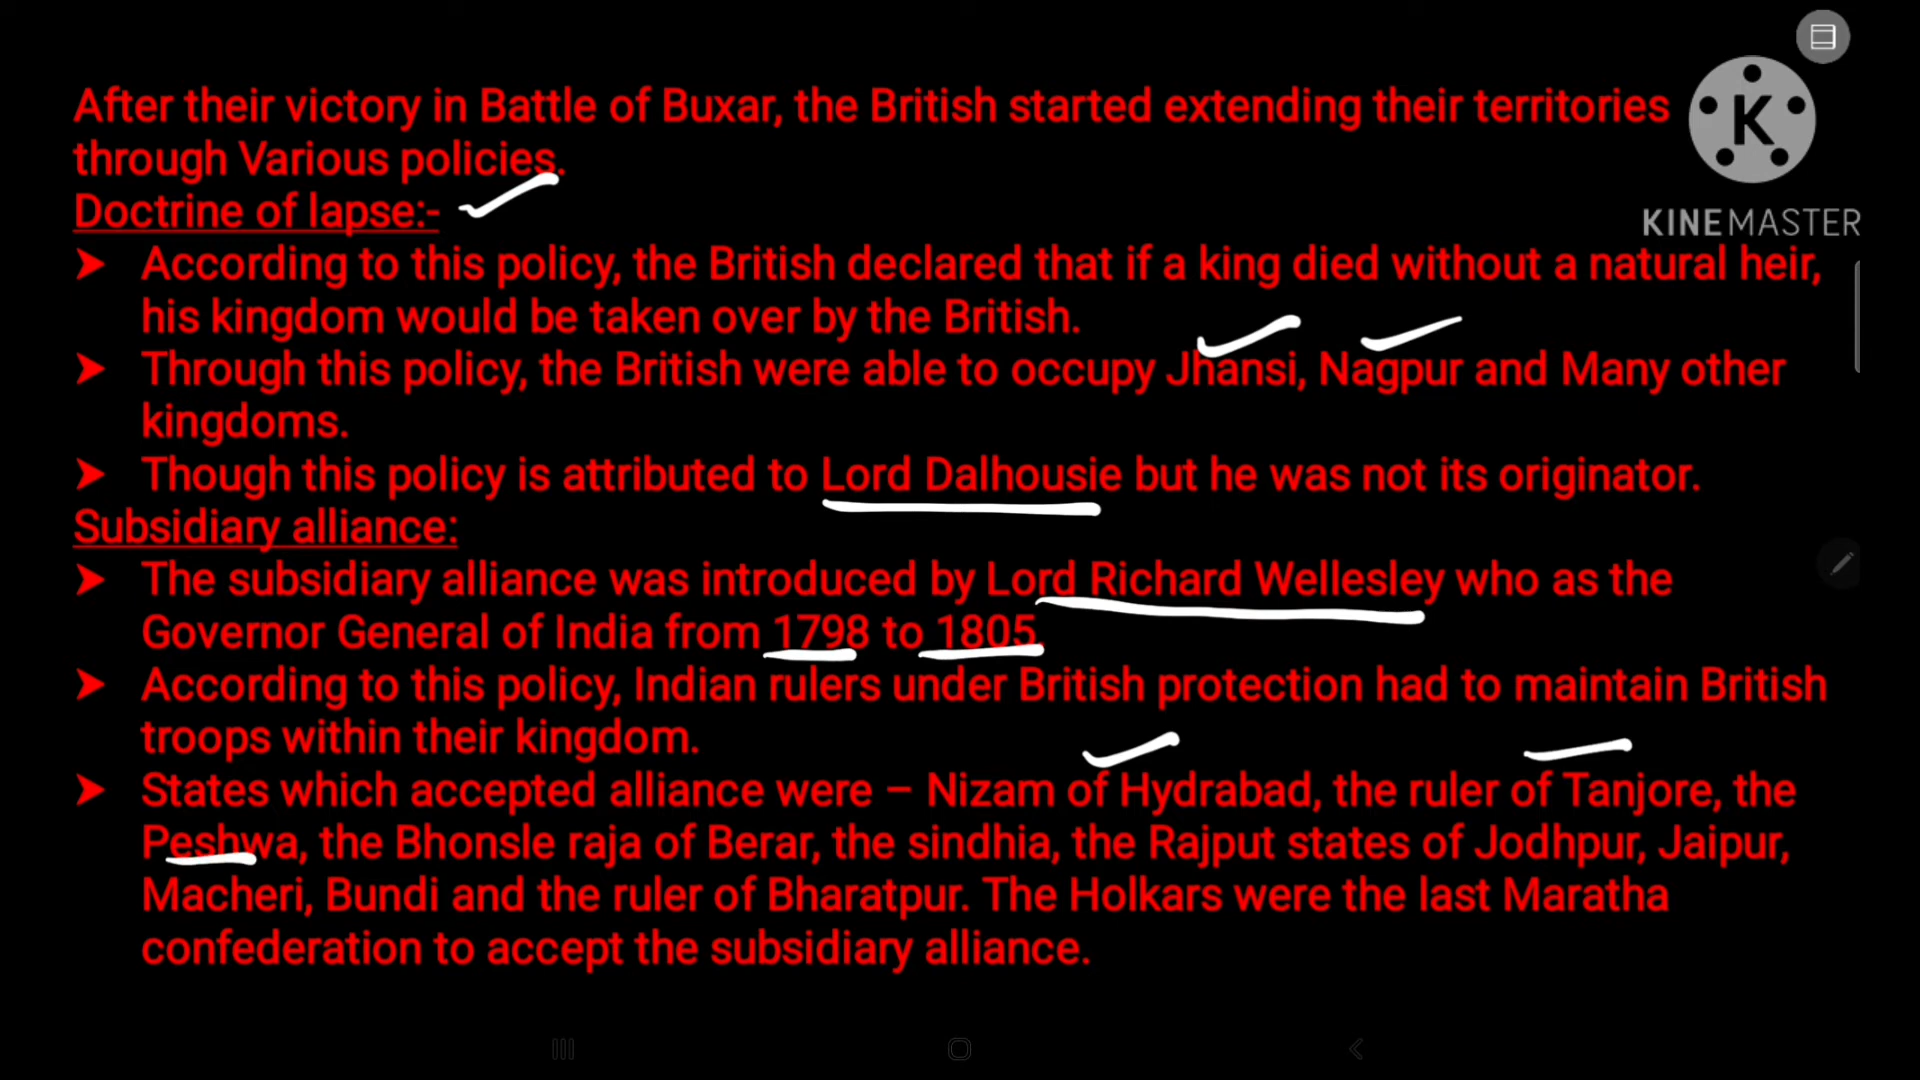 After their victory in Battle of Buxar, the British started extending their territories
through Various policies.
Doctrine of lapse:-
➤ According to this policy, the British declared that if a king died without a natural heir,
his kingdom would be taken over by the British.
➤ Through this policy, the British were able to occupy Jhansi, Nagpur and Many other
kingdoms.
➤ Though this policy is attributed to Lord Dalhousie but he was not its originator.
Subsidiary alliance:
➤ The subsidiary alliance was introduced by Lord Richard Wellesley who as the
Governor General of India from 1798 to 1805.
➤ According to this policy, Indian rulers under British protection had to maintain British
troops within their kingdom.
➤ States which accepted alliance were – Nizam of Hydrabad, the ruler of Tanjore, the
Peshwa, the Bhonsle raja of Berar, the sindhia, the Rajput states of Jodhpur, Jaipur,
Macheri, Bundi and the ruler of Bharatpur. The Holkars were the last Maratha
confederation to accept the subsidiary alliance.
K
KINEMASTER